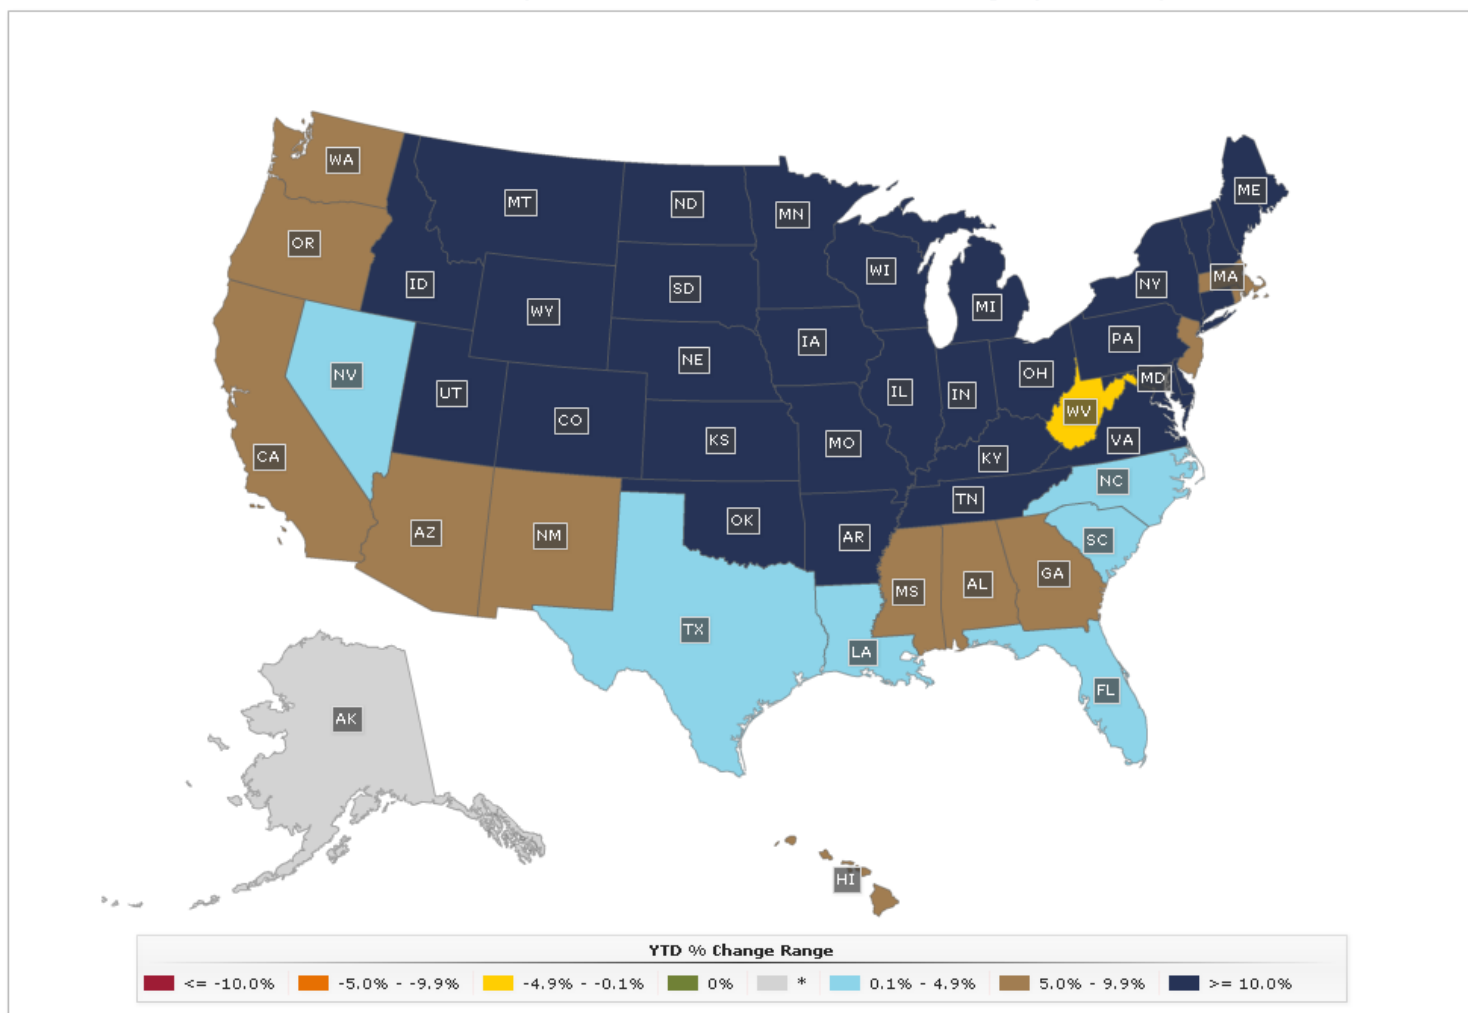 WA
MT
ND
MN
ME
OR
WI
MA
ID
SD
NY
WY
MI
IA
PA
NE
OH
MD
NV
UT
CO
IL
IN
WV
KS
MO
VA
CA
KY
NC
TN
AZ
NM
OK
AR
SC
GA
MS
AL
TX
LA
FL
AK
HI
YTD % Change Range
<= -10.0% -5.0% - -9.9% -4.9% - -0.1% 0% * 0.1% - 4.9% 5.0% - 9.9% >= 10.0%